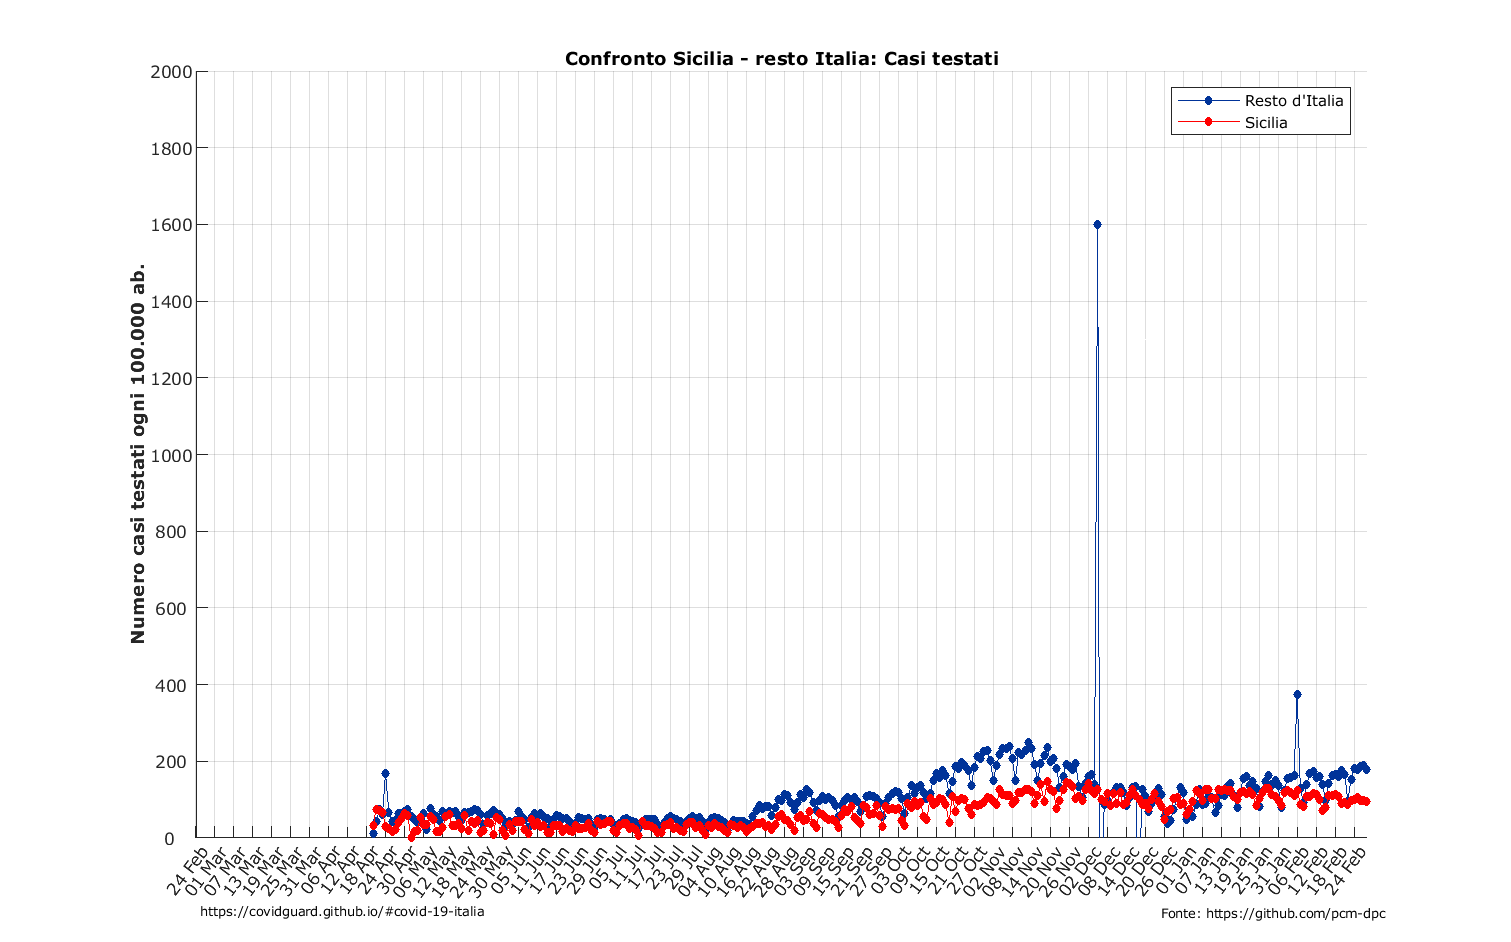 Confronto Sicilia - resto Italia: Casi testati
Resto d'Italia
Sicilia
Numero casi testati ogni 100.000 ab.
2000
1800
1600
1400
1200
1000
800
600
400
200
0
24 Feb
01 Mar
07 Mar
13 Mar
19 Mar
25 Mar
31 Mar
06 Apr
12 Apr
18 Apr
24 Apr
30 Apr
06 May
12 May
18 May
24 May
30 May
05 Jun
11 Jun
17 Jun
23 Jun
29 Jun
05 Jul
11 Jul
17 Jul
23 Jul
29 Jul
04 Aug
10 Aug
16 Aug
22 Aug
28 Aug
03 Sep
09 Sep
15 Sep
21 Sep
27 Sep
03 Oct
09 Oct
15 Oct
21 Oct
27 Oct
02 Nov
08 Nov
14 Nov
20 Nov
26 Nov
02 Dec
08 Dec
14 Dec
20 Dec
26 Dec
01 Jan
07 Jan
13 Jan
19 Jan
25 Jan
31 Jan
06 Feb
12 Feb
18 Feb
24 Feb
https://covidguard.github.io/#covid-19-italia
Fonte: https://github.com/pcm-dpc